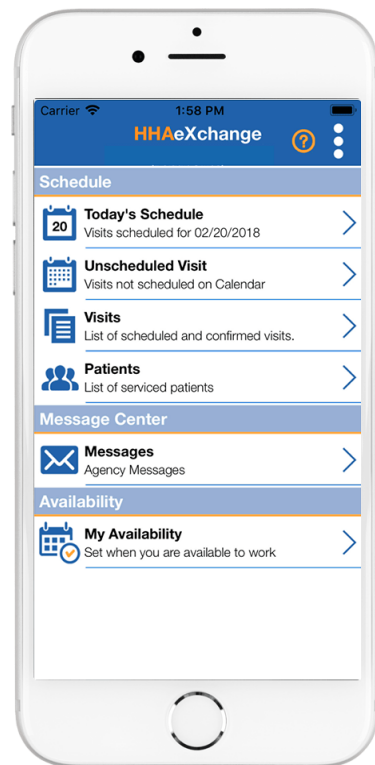 Carrier 1:58 PM
HHAeXchange ?
Schedule
20
Today's Schedule
Visits scheduled for 02/20/2018
Unscheduled Visit
Visits not scheduled on Calendar
Visits
List of scheduled and confirmed visits.
Patients
List of serviced patients
Message Center
Messages
Agency Messages
Availability
My Availability
Set when you are available to work